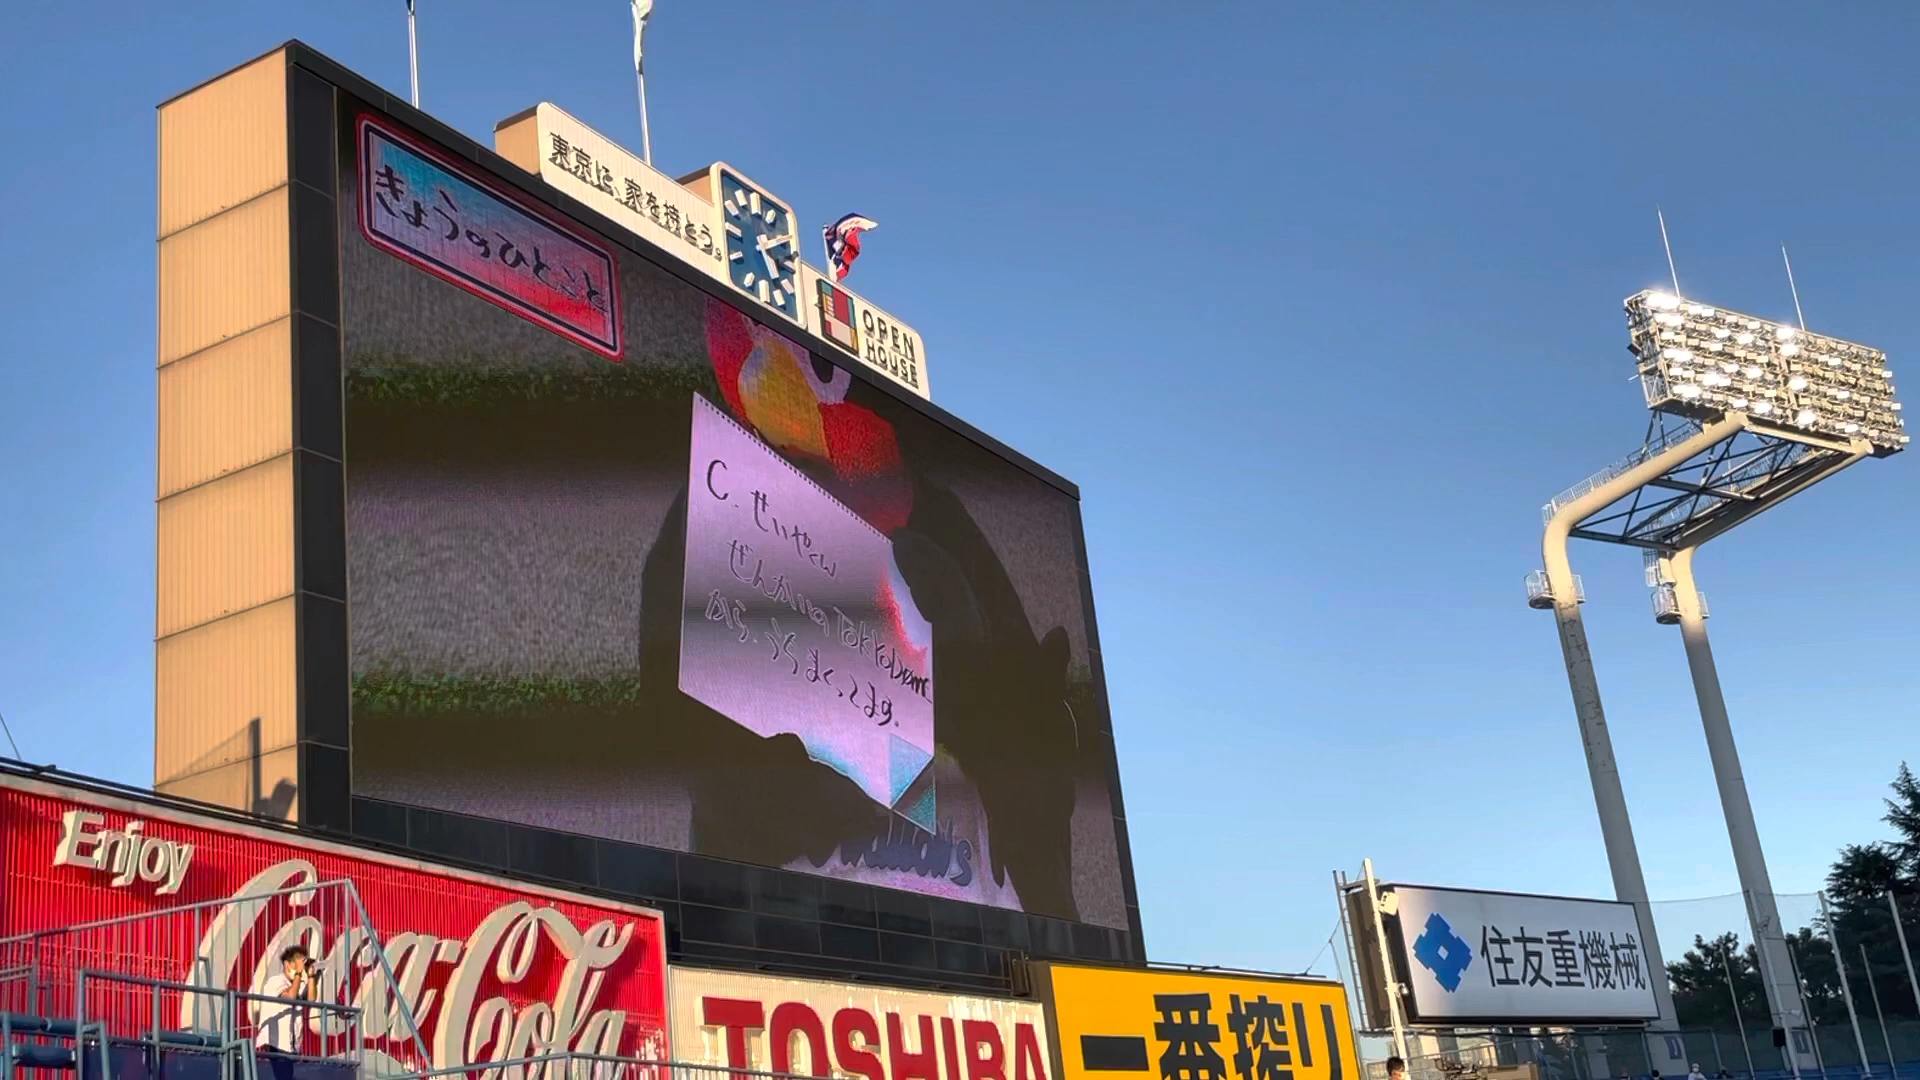 東京に、家を持とう。
OPEN
HOUSE
きょうのひとこと
C.せいやくん
ぜんかいのTokyoDome
から、うちまくってます。
Swallows
Enjoy
Coca-Cola
TOSHIBA
一番搾り
住友重機械